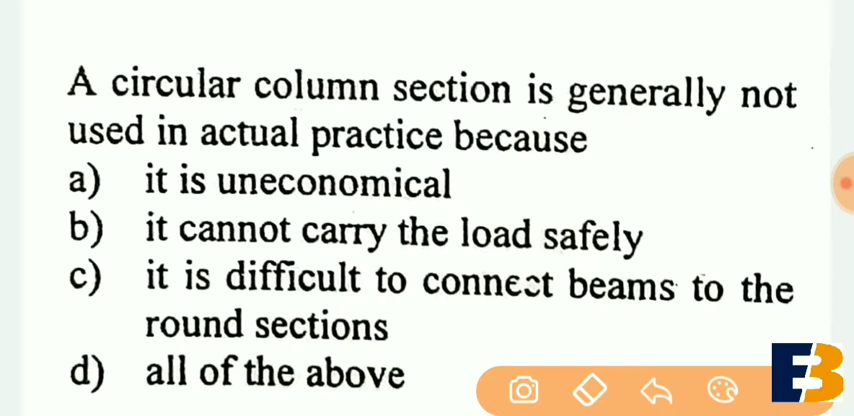 A circular column section is generally not
used in actual practice because
a) it is uneconomical
b) it cannot carry the load safely
c) it is difficult to connect beams to the
round sections
d) all of the above
EB